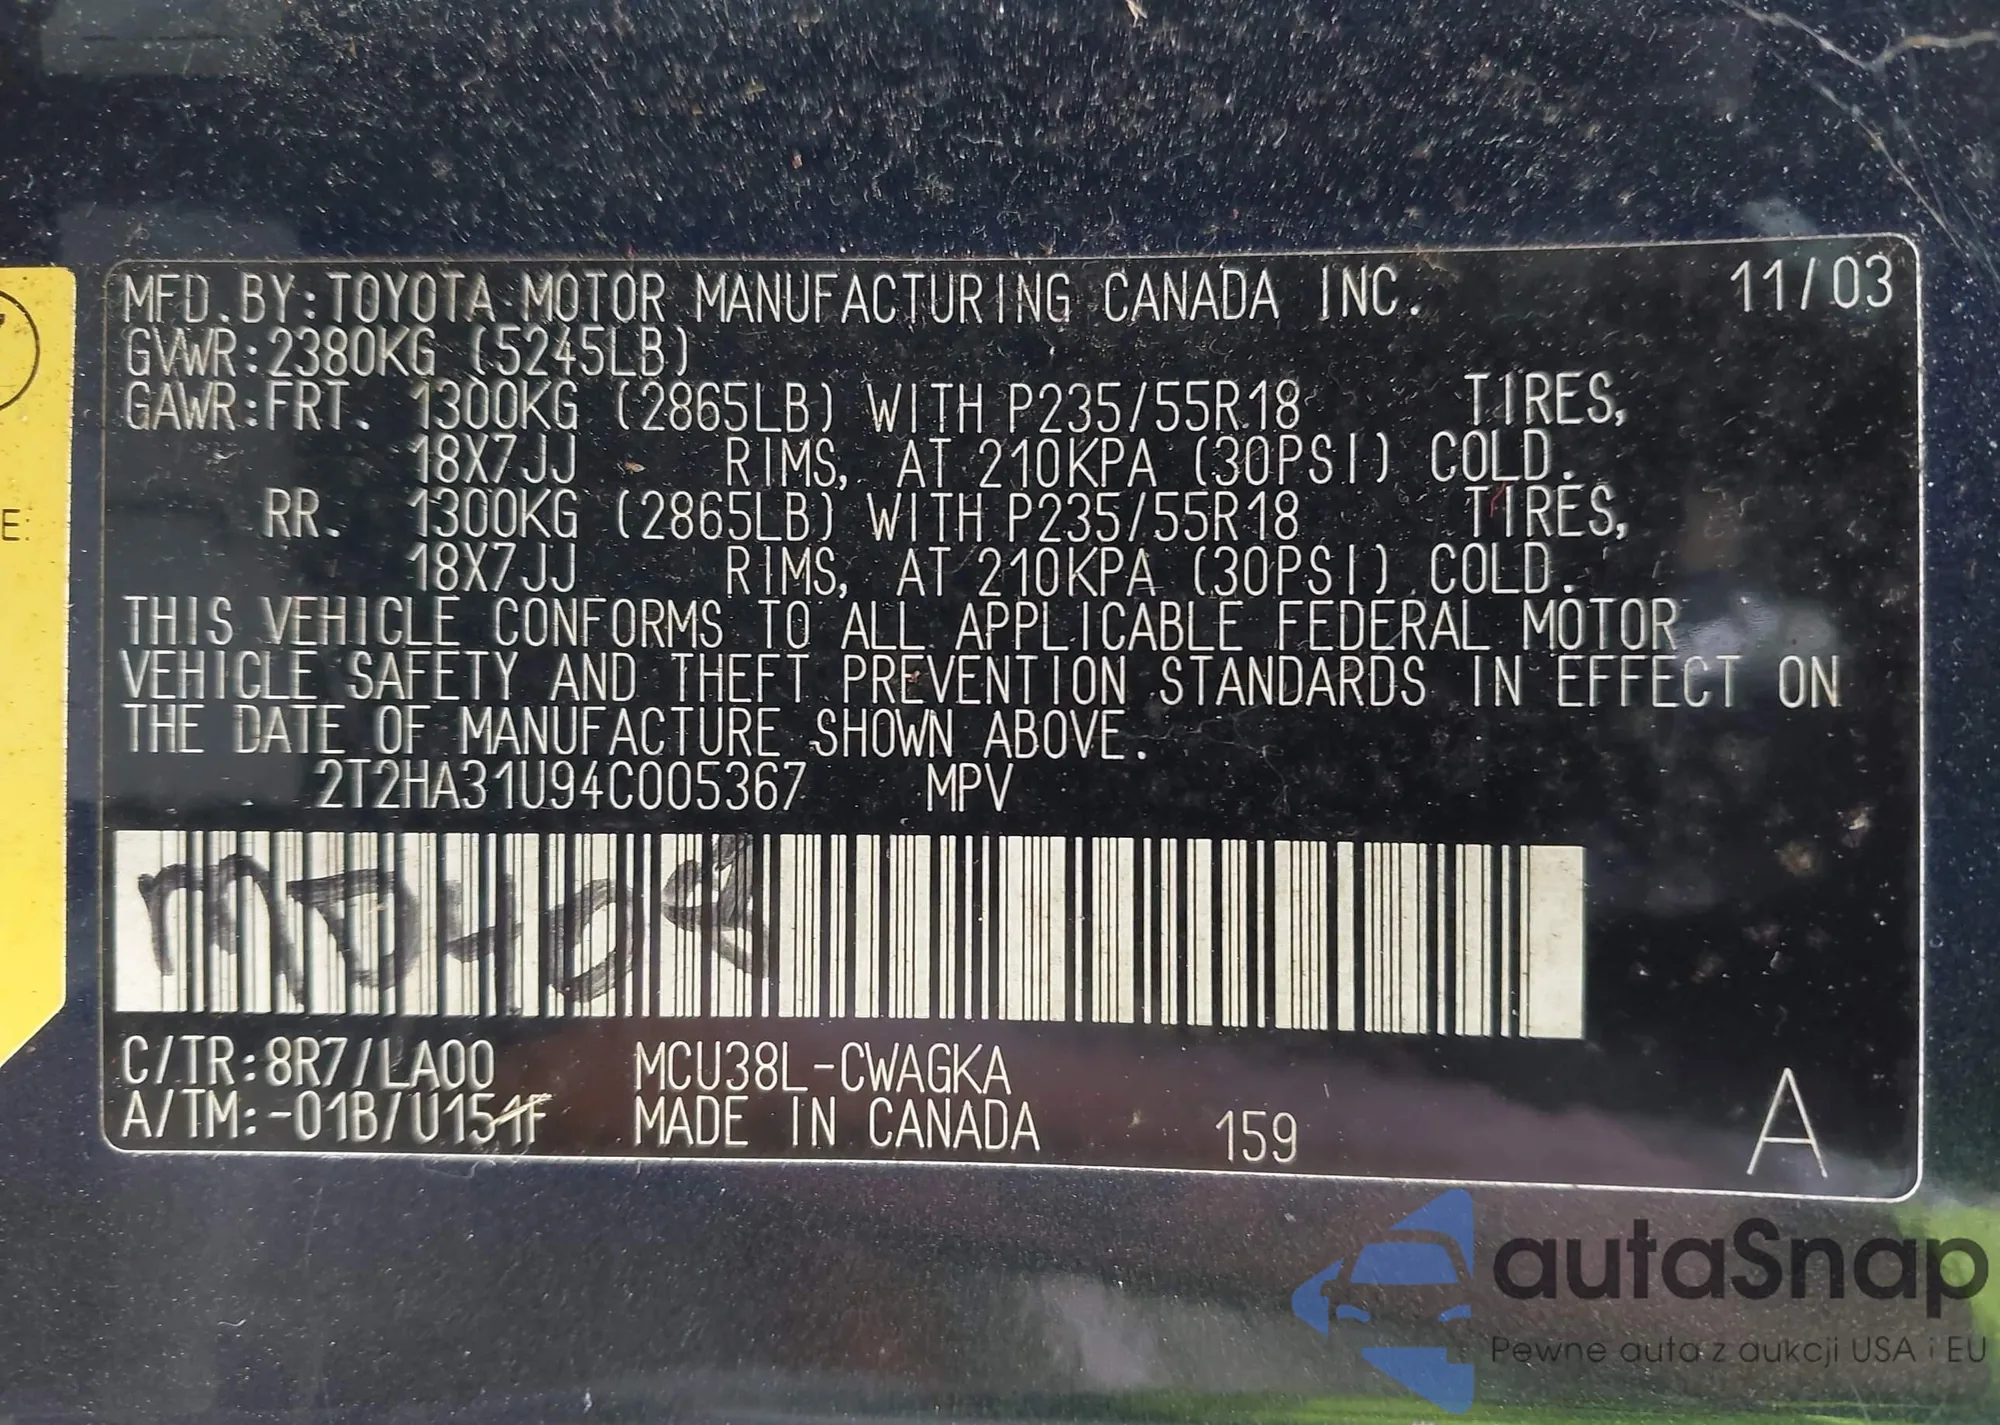 MFD.BY:TOYOTA MOTOR MANUFACTURING CANADA INC. 11/03
GVWR:2380KG (5245LB)
GAWR:FRT. 1300KG (2865LB) WITH P235/55R18 TIRES,
18X7JJ RIMS, AT 210KPA (30PSI) COLD.
RR. 1300KG (2865LB) WITH P235/55R18 TIRES,
18X7JJ RIMS, AT 210KPA (30PSI) COLD.
THIS VEHICLE CONFORMS TO ALL APPLICABLE FEDERAL MOTOR
VEHICLE SAFETY AND THEFT PREVENTION STANDARDS IN EFFECT ON
THE DATE OF MANUFACTURE SHOWN ABOVE.
2T2HA31U94C005367 MPV
C/TR:8R7/LA00 MCU38L-CWAGKA
A/TM:-01B/U151F MADE IN CANADA 159 A
E:
autaSnap
Pewne auta z aukcji USA i EU